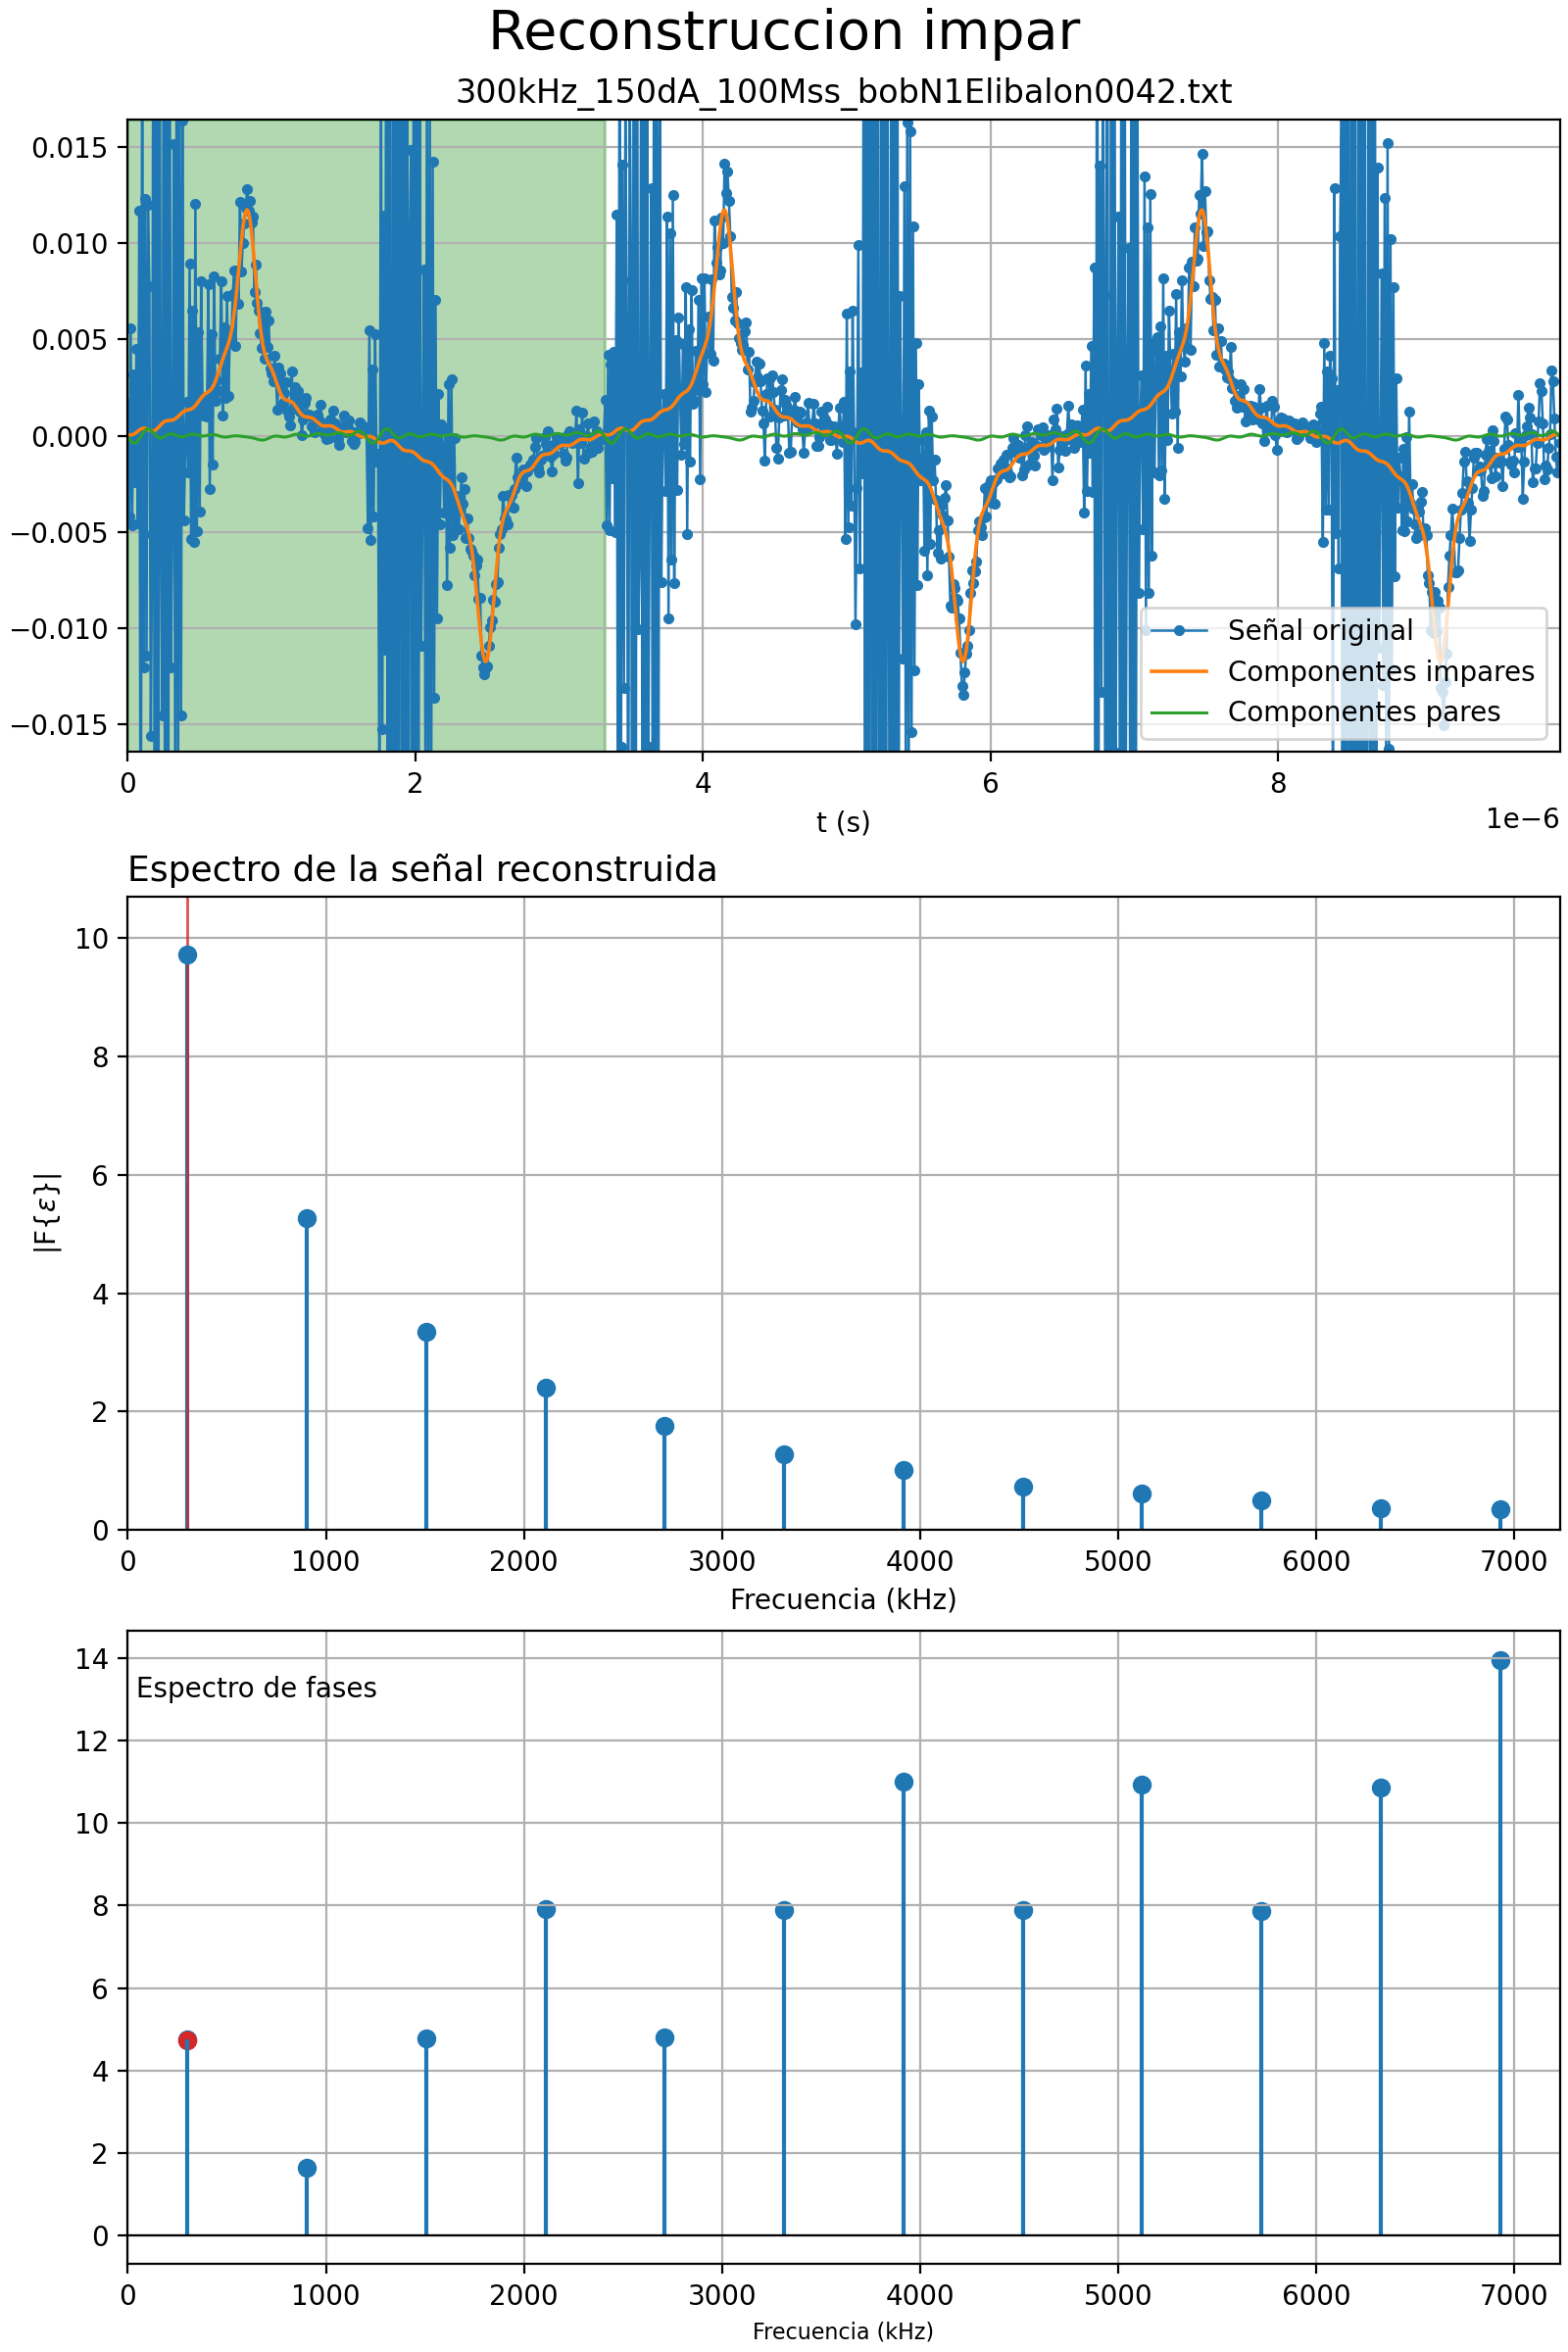 Reconstruccion impar
300kHz_150dA_100Mss_bobN1Elibalon0042.txt
0.015
0.010
0.005
0.000
−0.005
−0.010
−0.015
Señal original
Componentes impares
Componentes pares
0 2 4 6 8
t (s)
1e−6
Espectro de la señal reconstruida
10
8
6
4
2
0
|F{ε}|
0 1000 2000 3000 4000 5000 6000 7000
Frecuencia (kHz)
14
12
10
8
6
4
2
0
Espectro de fases
0 1000 2000 3000 4000 5000 6000 7000
Frecuencia (kHz)